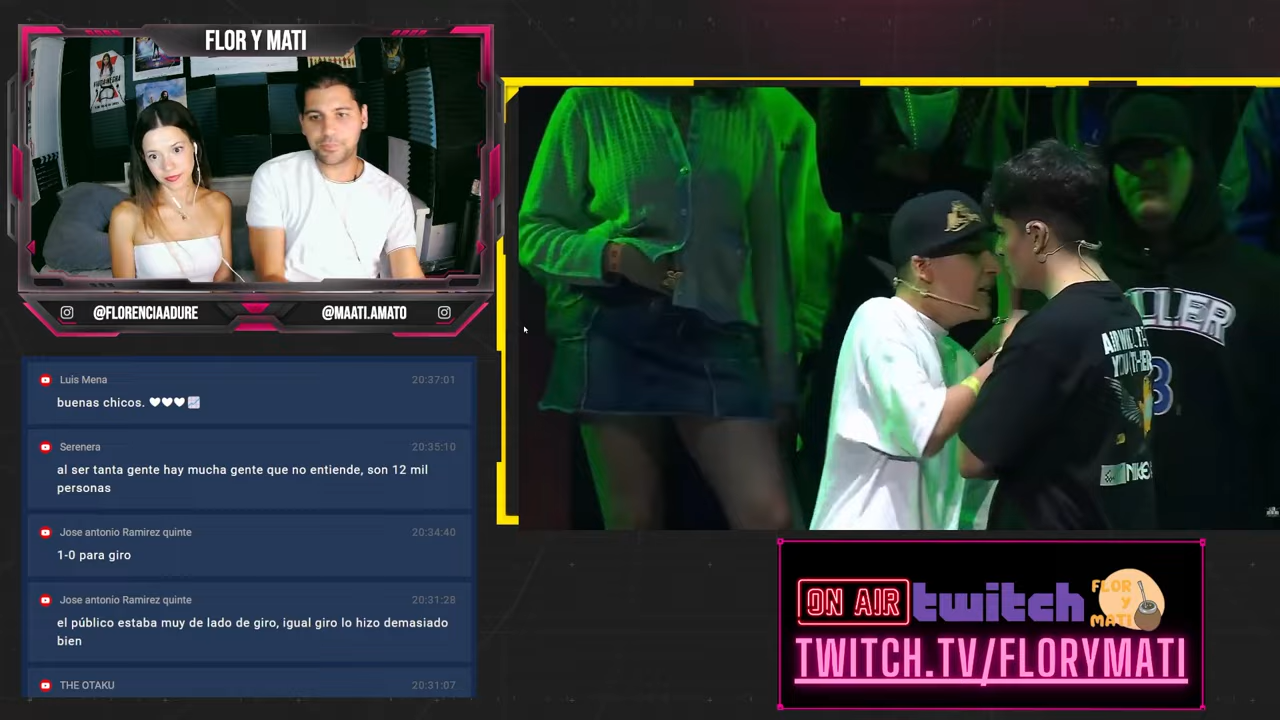 FLOR Y MATI
@FLORENCIAADURE
@MAATI.AMATO
Luis Mena
20:37:01
buenas chicos. 🤍🤍🤍📈
Serenera
20:35:10
al ser tanta gente hay mucha gente que no entiende, son 12 mil
personas
Jose antonio Ramirez quinte
20:34:40
1-0 para giro
Jose antonio Ramirez quinte
20:31:28
el público estaba muy de lado de giro, igual giro lo hizo demasiado
bien
THE OTAKU
20:31:07
ON AIR
twitch
FLOR
Y
MATI
TWITCH.TV/FLORYMATI